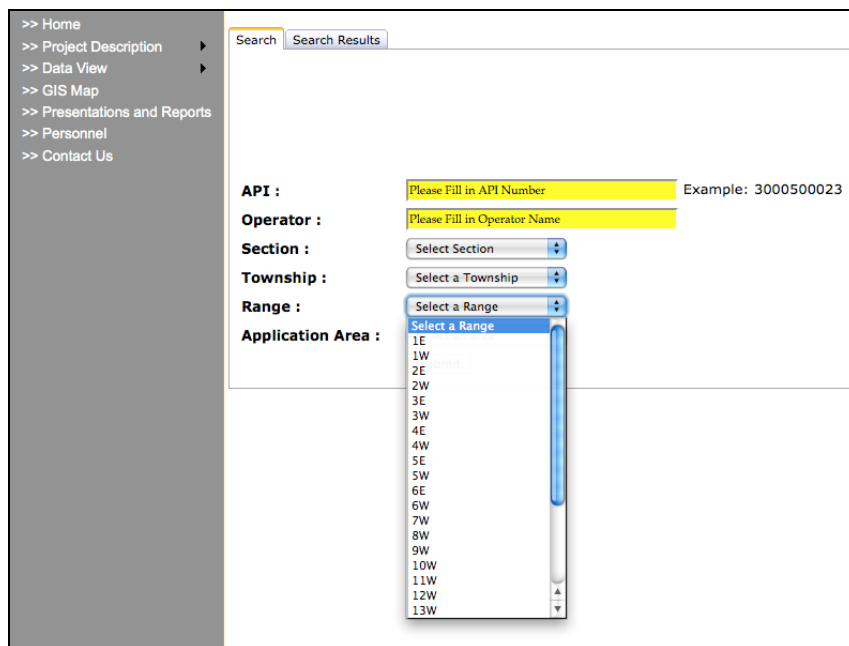 >> Home
>> Project Description
>> Data View
>> GIS Map
>> Presentations and Reports
>> Personnel
>> Contact Us
Search Search Results
API : Please Fill in API Number Example: 3000500023
Operator : Please Fill in Operator Name
Section : Select Section
Township : Select a Township
Range : Select a Range
Select a Range
Application Area :
1E
1W
2E
2W
3E
3W
4E
4W
5E
5W
6E
6W
7W
8W
9W
10W
11W
12W
13W